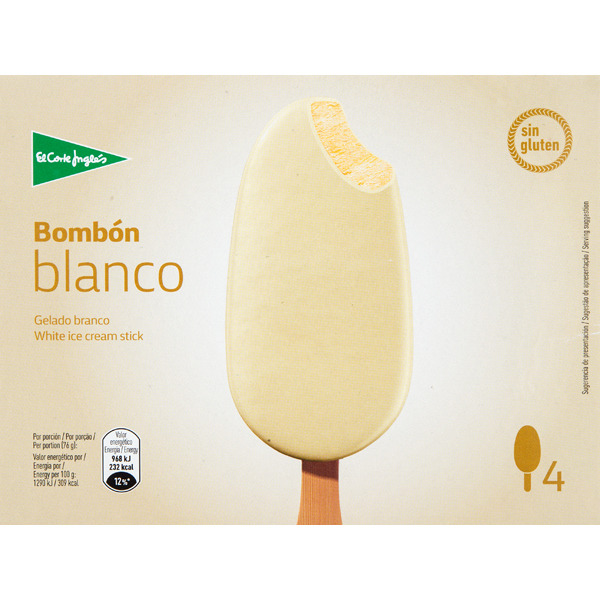 El Corte Inglés
sin
gluten
Bombón
blanco
Gelado branco
White ice cream stick
Sugerencia de presentación / Sugestão de apresentação / Serving suggestion
Por porción / Por porção /
Per portion (76 g):
Valor energético por /
Energia por /
Energy per 100 g:
1290 kJ / 309 kcal
Valor
energético
Energia / Energy
968 kJ
232 kcal
12%*
4